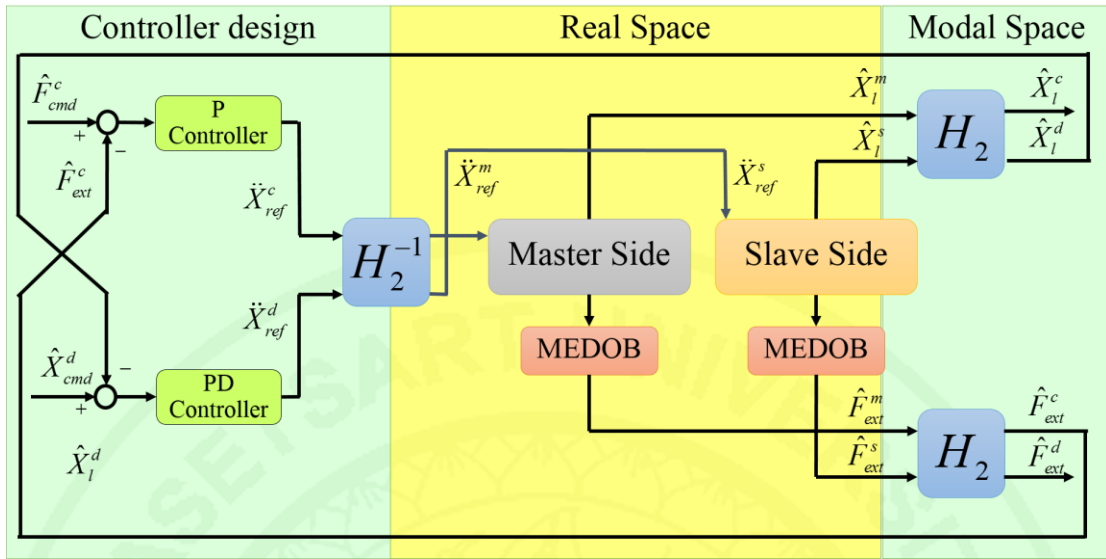 Controller design
Real Space
Modal Space
F̂^c_cmd
+
−
F̂^c_ext
P
Controller
Ẍ^c_ref
X̂^m_l
X̂^s_l
H_2
X̂^c_l
X̂^d_l
H_2^{-1}
Ẍ^m_ref
Ẍ^s_ref
Master Side
Slave Side
Ẍ^d_ref
MEDOB
MEDOB
X̂^d_cmd
+
−
X̂^d_l
PD
Controller
F̂^m_ext
F̂^s_ext
H_2
F̂^c_ext
F̂^d_ext